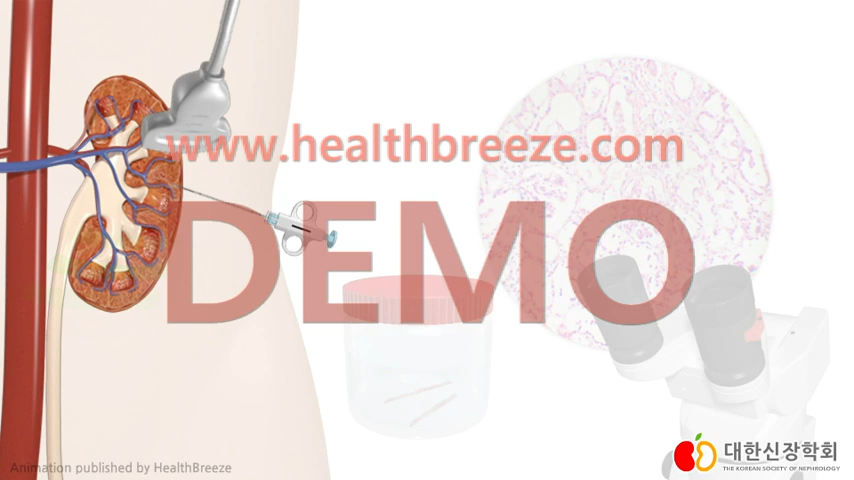 www.healthbreeze.com
DEMO
Animation published by HealthBreeze
대한신장학회
THE KOREAN SOCIETY OF NEPHROLOGY